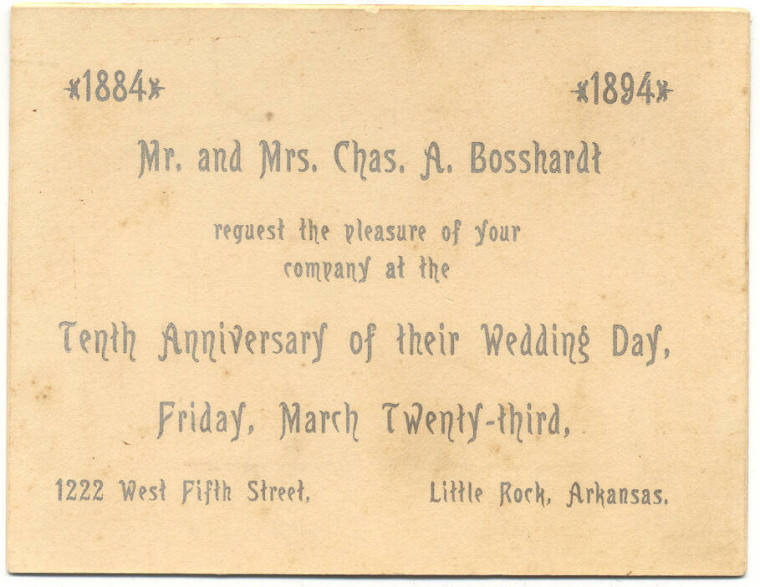 1884 1894
Mr. and Mrs. Chas. A. Bosshardt
request the pleasure of your
company at the
Tenth Anniversary of their Wedding Day,
Friday, March Twenty-third,
1222 West Fifth Street, Little Rock, Arkansas.